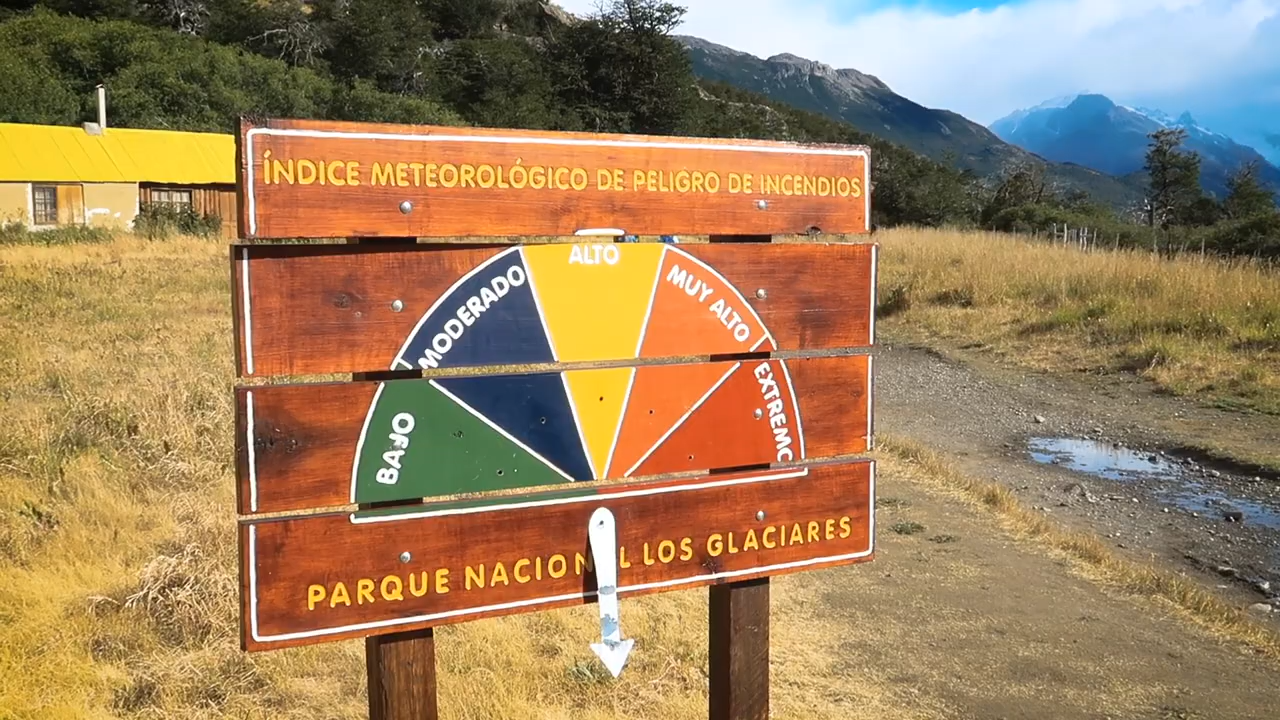 ÍNDICE METEOROLÓGICO DE PELIGRO DE INCENDIOS
BAJO
MODERADO
ALTO
MUY ALTO
EXTREMO
PARQUE NACIONAL LOS GLACIARES